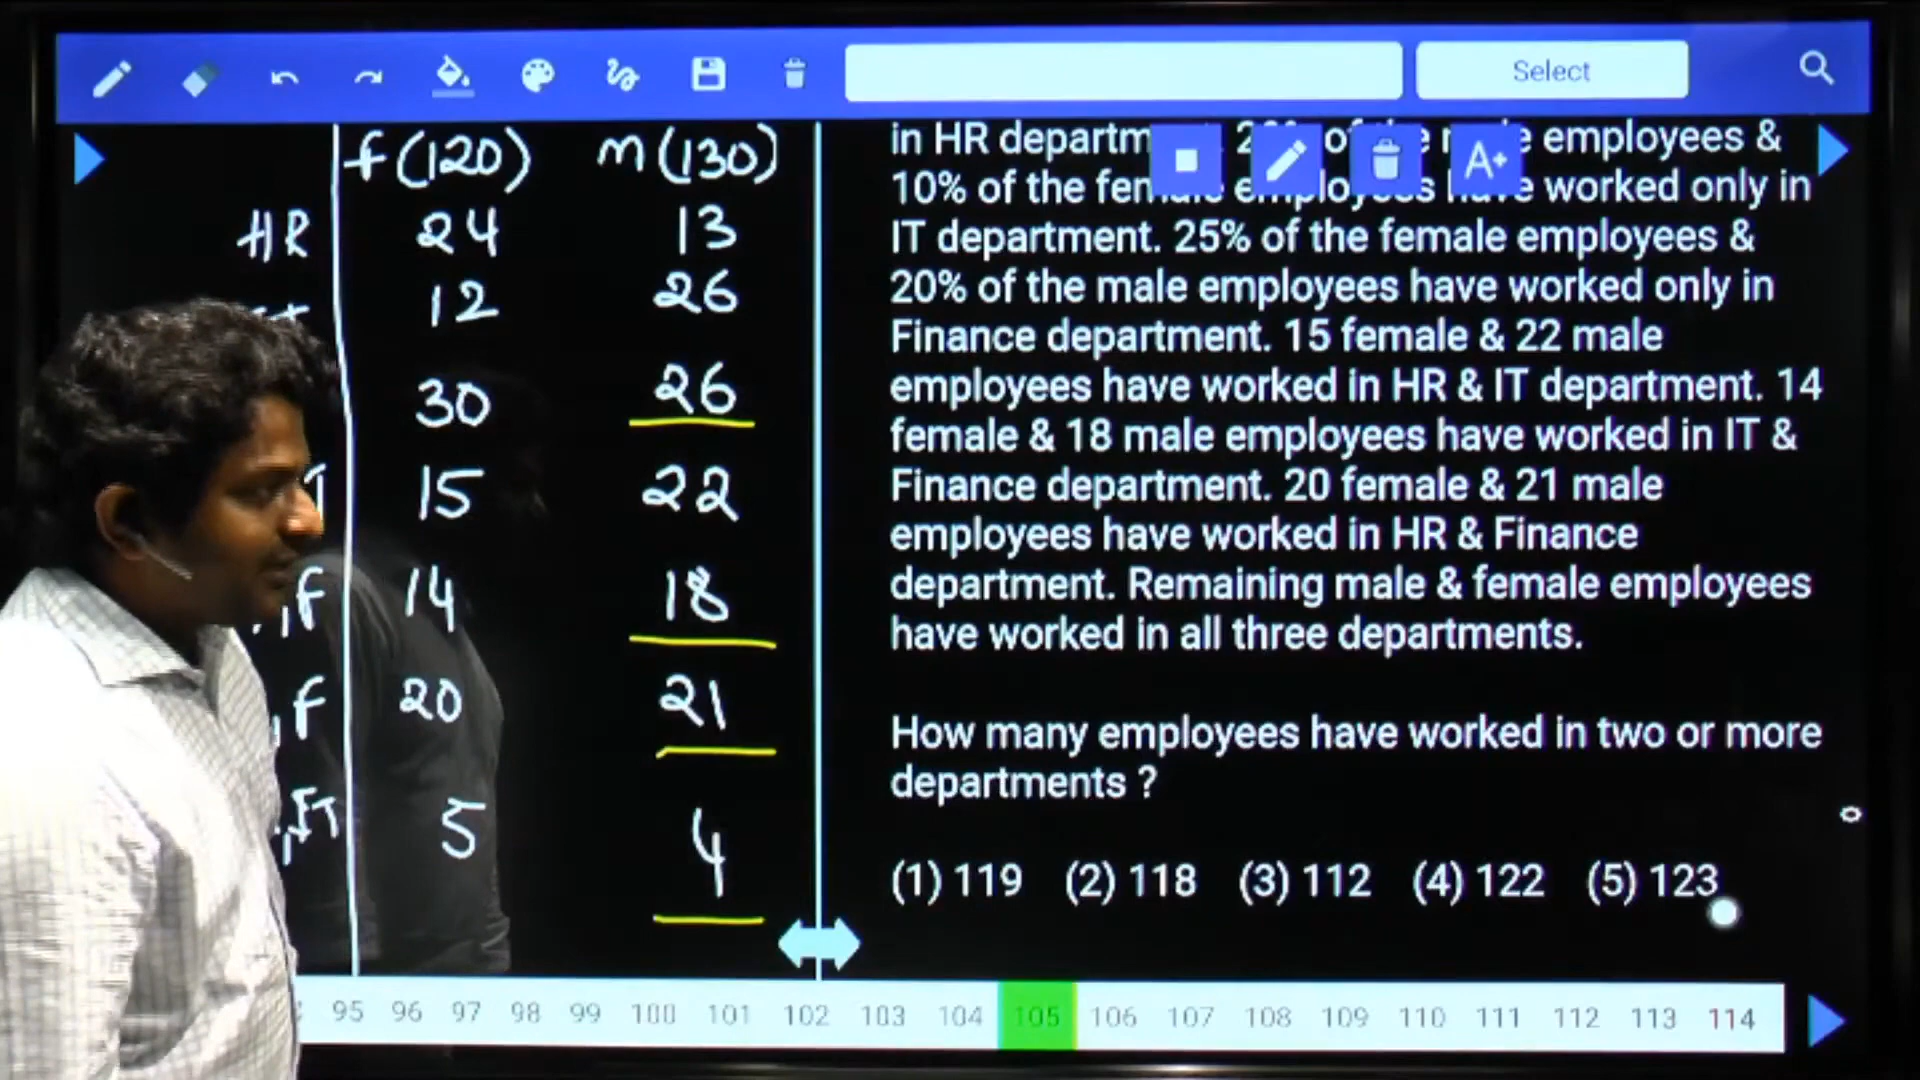 Select
f (120) m (130)
HR 24 13
12 26
30 26
15 22
,f 14 18
,f 20 21
5 4
in HR employees &
10% of the worked only in
IT department. 25% of the female employees &
20% of the male employees have worked only in
Finance department. 15 female & 22 male
employees have worked in HR & IT department. 14
female & 18 male employees have worked in IT &
Finance department. 20 female & 21 male
employees have worked in HR & Finance
department. Remaining male & female employees
have worked in all three departments.
How many employees have worked in two or more
departments ?
(1) 119 (2) 118 (3) 112 (4) 122 (5) 123
A+
95 96 97 98 99 100 101 102 103 104 105 106 107 108 109 110 111 112 113 114